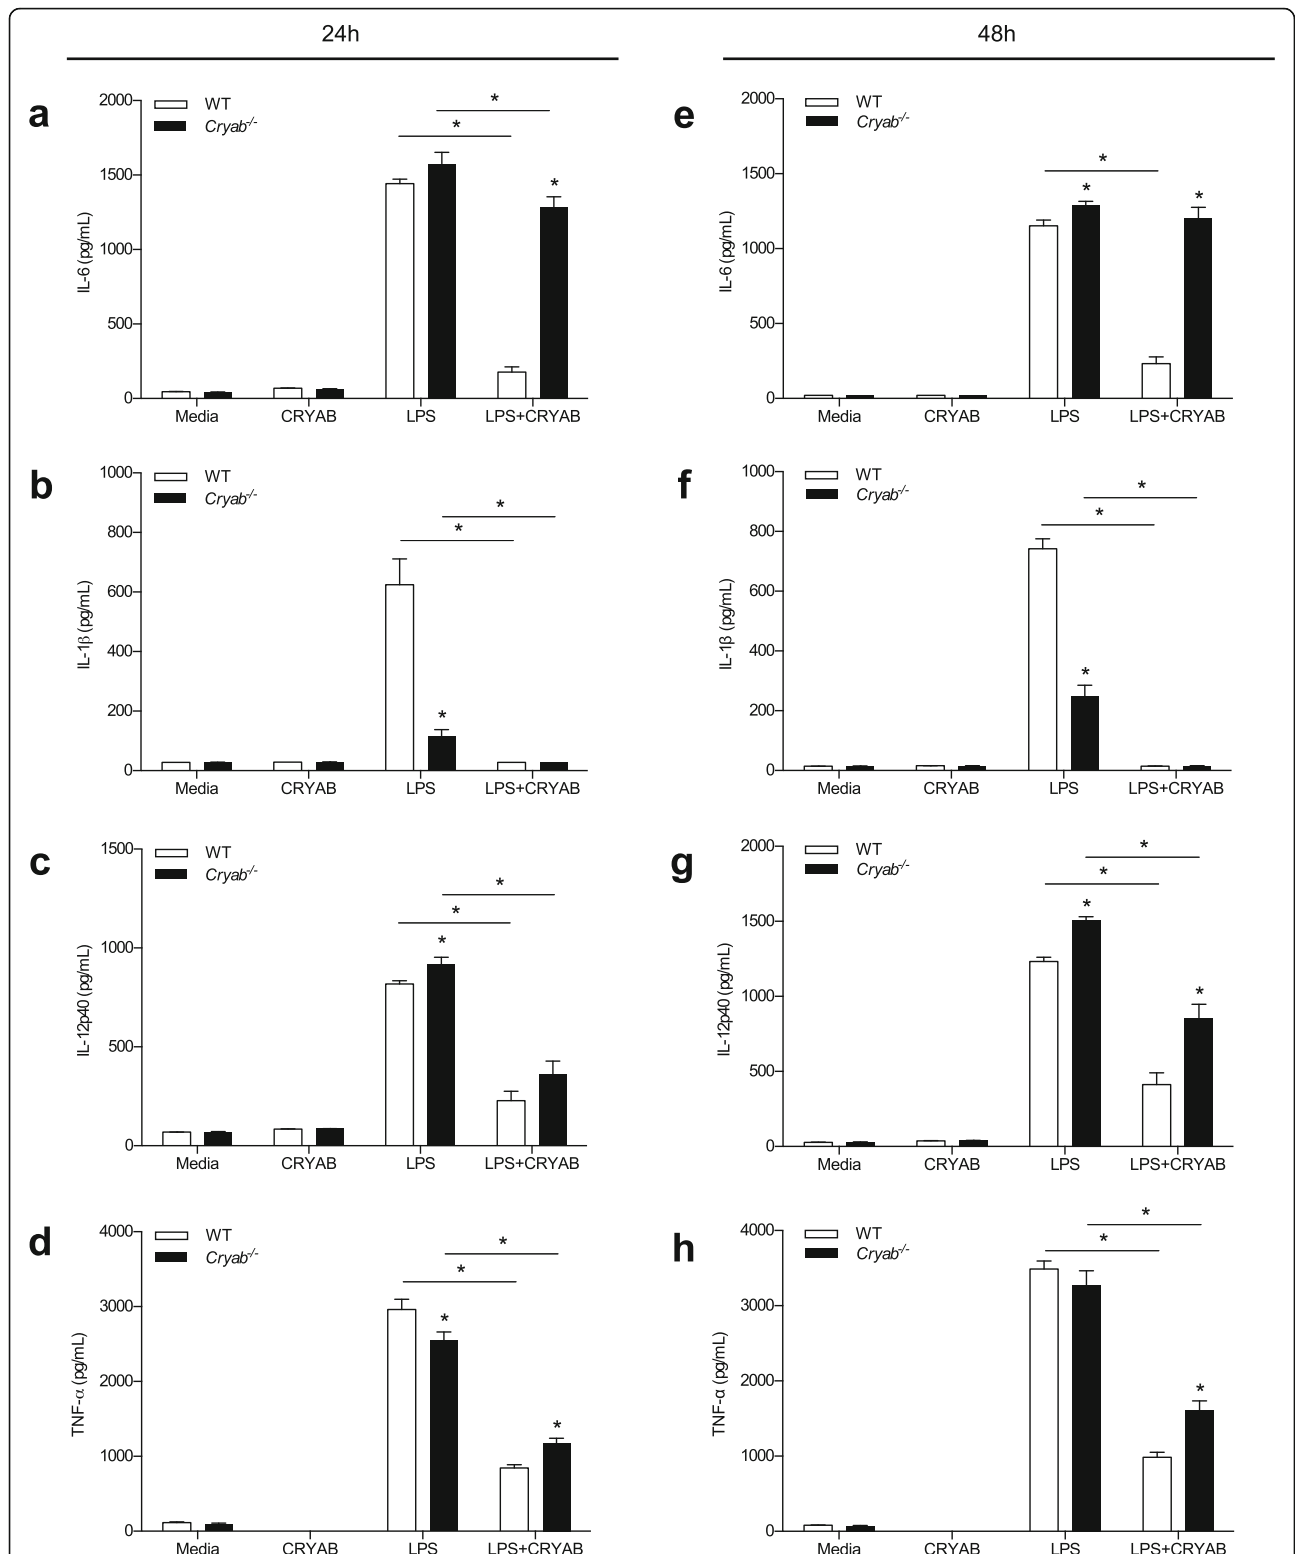 24h
48h
a
2000
1500
1000
500
0
IL-6 (pg/mL)
WT
Cryab-/-
*
*
*
Media CRYAB LPS LPS+CRYAB
e
2000
1500
1000
500
0
IL-6 (pg/mL)
WT
Cryab-/-
*
*
*
Media CRYAB LPS LPS+CRYAB
b
1000
800
600
400
200
0
IL-1β (pg/mL)
WT
Cryab-/-
*
*
*
Media CRYAB LPS LPS+CRYAB
f
1000
800
600
400
200
0
IL-1β (pg/mL)
WT
Cryab-/-
*
*
*
Media CRYAB LPS LPS+CRYAB
c
1500
1000
500
0
IL-12p40 (pg/mL)
WT
Cryab-/-
*
*
*
Media CRYAB LPS LPS+CRYAB
g
2000
1500
1000
500
0
IL-12p40 (pg/mL)
WT
Cryab-/-
*
*
*
*
Media CRYAB LPS LPS+CRYAB
d
4000
3000
2000
1000
0
TNF-α (pg/mL)
WT
Cryab-/-
*
*
*
*
Media CRYAB LPS LPS+CRYAB
h
4000
3000
2000
1000
0
TNF-α (pg/mL)
WT
Cryab-/-
*
*
*
Media CRYAB LPS LPS+CRYAB